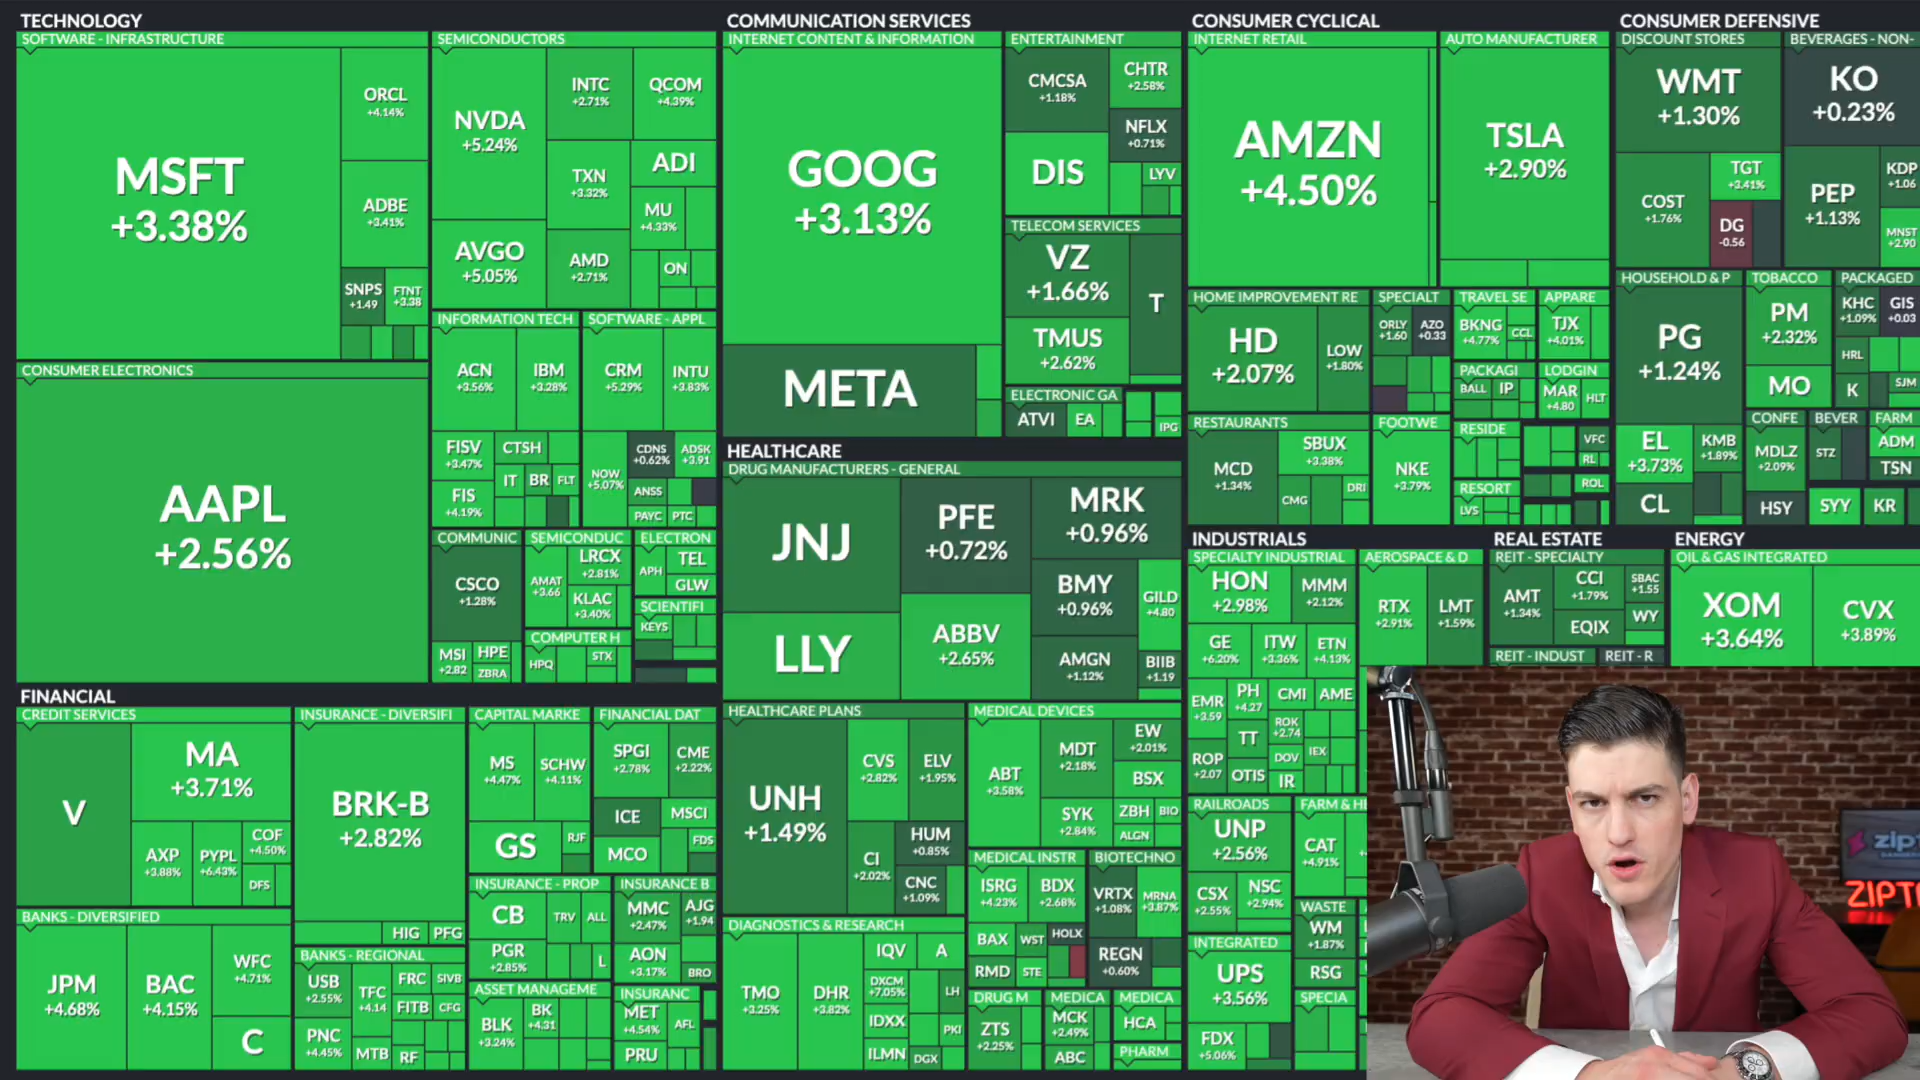 TECHNOLOGY
SOFTWARE - INFRASTRUCTURE
MSFT
+3.38%
ORCL
+4.14%
ADBE
+3.41%
SNPS
+1.49
FTNT
+3.38
CONSUMER ELECTRONICS
AAPL
+2.56%
SEMICONDUCTORS
NVDA
+5.24%
AVGO
+5.05%
INTC
+2.71%
QCOM
+4.39%
TXN
+3.32%
ADI
MU
+4.33%
AMD
+2.71%
ON
INFORMATION TECH
ACN
+3.56%
IBM
+3.28%
FISV
+3.47%
CTSH
FIS
+4.19%
IT
BR
FLT
SOFTWARE - APPL
CRM
+5.29%
INTU
+3.83%
NOW
+5.07%
CDNS
+0.62%
ADSK
+3.91
ANSS
PAYC
PTC
COMMUNIC
CSCO
+1.28%
MSI
+2.82
HPE
ZBRA
SEMICONDUC
AMAT
+3.66
LRCX
+2.81%
KLAC
+3.40%
COMPUTER H
HPQ
STX
ELECTRON
APH
TEL
GLW
SCIENTIFI
KEYS
COMMUNICATION SERVICES
INTERNET CONTENT & INFORMATION
GOOG
+3.13%
META
ENTERTAINMENT
CMCSA
+1.18%
CHTR
+2.58%
DIS
NFLX
+0.71%
LYV
TELECOM SERVICES
VZ
+1.66%
T
TMUS
+2.62%
ELECTRONIC GA
ATVI
EA
IPG
CONSUMER CYCLICAL
INTERNET RETAIL
AMZN
+4.50%
AUTO MANUFACTURER
TSLA
+2.90%
HOME IMPROVEMENT RE
HD
+2.07%
LOW
+1.80%
SPECIALT
ORLY
+1.60
AZO
+0.33
TRAVEL SE
BKNG
+4.77%
CCL
APPARE
TJX
+4.01%
PACKAGI
BALL
IP
LODGIN
MAR
+4.80
HLT
RESTAURANTS
MCD
+1.34%
SBUX
+3.38%
CMG
DRI
FOOTWE
NKE
+3.79%
RESIDE
VFC
RL
RESORT
LVS
ROL
CONSUMER DEFENSIVE
DISCOUNT STORES
WMT
+1.30%
COST
+1.76%
TGT
+3.41%
DG
-0.56
BEVERAGES - NON-
KO
+0.23%
PEP
+1.13%
KDP
+1.06
MNST
+2.90
HOUSEHOLD & P
PG
+1.24%
EL
+3.73%
KMB
+1.89%
CL
TOBACCO
PM
+2.32%
MO
PACKAGED
KHC
+1.09%
GIS
+0.03
HRL
K
SJM
CONFE
MDLZ
+2.09%
HSY
BEVER
STZ
FARM
ADM
TSN
SYY
KR
HEALTHCARE
DRUG MANUFACTURERS - GENERAL
JNJ
PFE
+0.72%
MRK
+0.96%
LLY
ABBV
+2.65%
BMY
+0.96%
GILD
+4.80
AMGN
+1.12%
BIIB
+1.19
HEALTHCARE PLANS
UNH
+1.49%
CVS
+2.82%
ELV
+1.95%
CI
+2.02%
HUM
+0.85%
CNC
+1.09%
MEDICAL DEVICES
ABT
+3.58%
MDT
+2.18%
EW
+2.01%
BSX
SYK
+2.84%
ZBH
BIO
ALGN
MEDICAL INSTR
ISRG
+4.23%
BDX
+2.68%
BAX
WST
HOLX
RMD
STE
BIOTECHNO
VRTX
+1.08%
MRNA
+3.87%
REGN
+0.60%
DIAGNOSTICS & RESEARCH
TMO
+3.25%
DHR
+3.82%
IQV
A
DXCM
+7.05%
LH
IDXX
PKI
ILMN
DGX
DRUG M
ZTS
+2.25%
MEDICA
MCK
+2.49%
ABC
MEDICA
HCA
PHARM
FINANCIAL
CREDIT SERVICES
V
MA
+3.71%
AXP
+3.88%
PYPL
+6.43%
COF
+4.50%
DFS
BANKS - DIVERSIFIED
JPM
+4.68%
BAC
+4.15%
WFC
+4.71%
C
INSURANCE - DIVERSIFI
BRK-B
+2.82%
HIG
PFG
BANKS - REGIONAL
USB
+2.55%
TFC
+4.14
FRC
SIVB
FITB
CFG
PNC
+4.45%
MTB
RF
CAPITAL MARKE
MS
+4.47%
SCHW
+4.11%
GS
RJF
FINANCIAL DAT
SPGI
+2.78%
CME
+2.22%
ICE
MSCI
MCO
FDS
INSURANCE - PROP
CB
TRV
ALL
PGR
+2.85%
L
INSURANCE B
MMC
+2.47%
AJG
+1.94
AON
+3.17%
BRO
ASSET MANAGEME
BLK
+3.24%
BK
+4.31
INSURANC
MET
+4.54%
AFL
PRU
INDUSTRIALS
SPECIALTY INDUSTRIAL
HON
+2.98%
MMM
+2.12%
GE
+6.20%
ITW
+3.36%
ETN
+4.13%
EMR
+3.59
PH
+4.27
CMI
AME
ROK
+2.74
TT
ROP
+2.07
DOV
IEX
OTIS
IR
AEROSPACE & D
RTX
+2.91%
LMT
+1.59%
RAILROADS
UNP
+2.56%
CSX
+2.55%
NSC
+2.94%
FARM & HE
CAT
+4.91%
WASTE
WM
+1.87%
RSG
INTEGRATED
UPS
+3.56%
FDX
+5.06%
SPECIA
REAL ESTATE
REIT - SPECIALTY
AMT
+1.34%
CCI
+1.79%
SBAC
+1.55
EQIX
WY
REIT - INDUST
REIT - R
ENERGY
OIL & GAS INTEGRATED
XOM
+3.64%
CVX
+3.89%
ZIPT